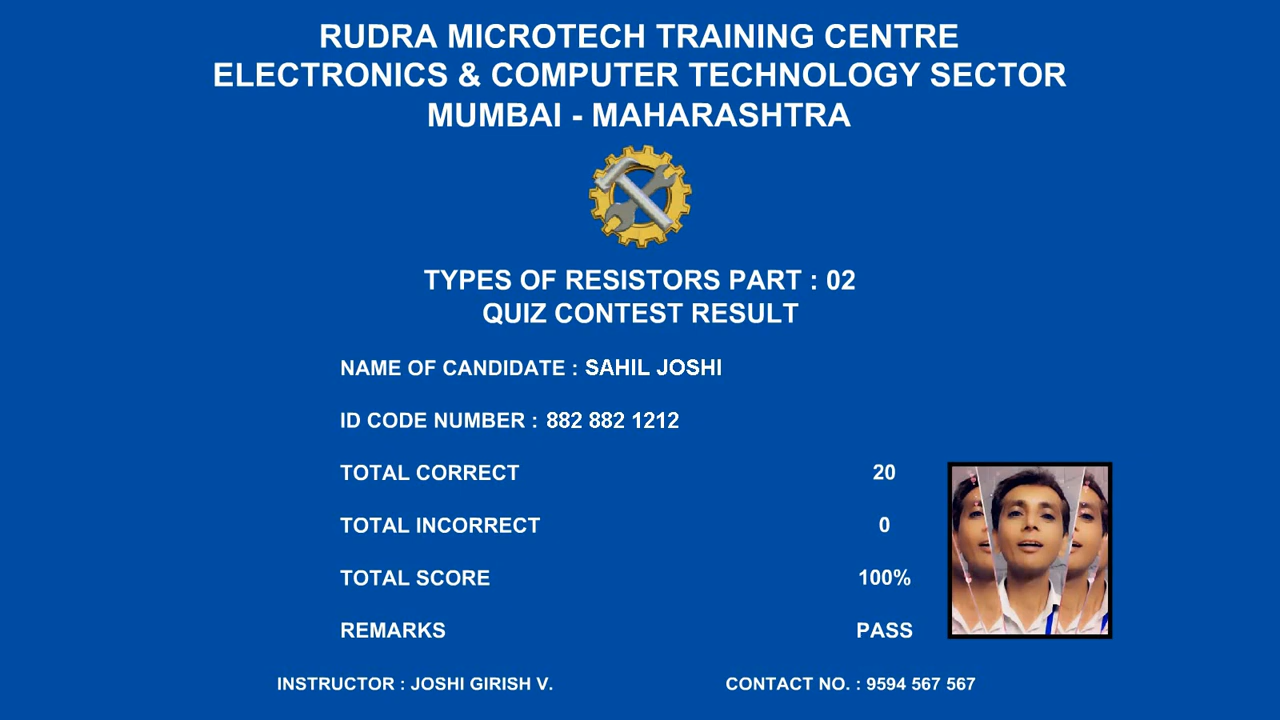 RUDRA MICROTECH TRAINING CENTRE
ELECTRONICS & COMPUTER TECHNOLOGY SECTOR
MUMBAI - MAHARASHTRA
TYPES OF RESISTORS PART : 02
QUIZ CONTEST RESULT
NAME OF CANDIDATE : SAHIL JOSHI
ID CODE NUMBER : 882 882 1212
TOTAL CORRECT 20
TOTAL INCORRECT 0
TOTAL SCORE 100%
REMARKS PASS
INSTRUCTOR : JOSHI GIRISH V. CONTACT NO. : 9594 567 567